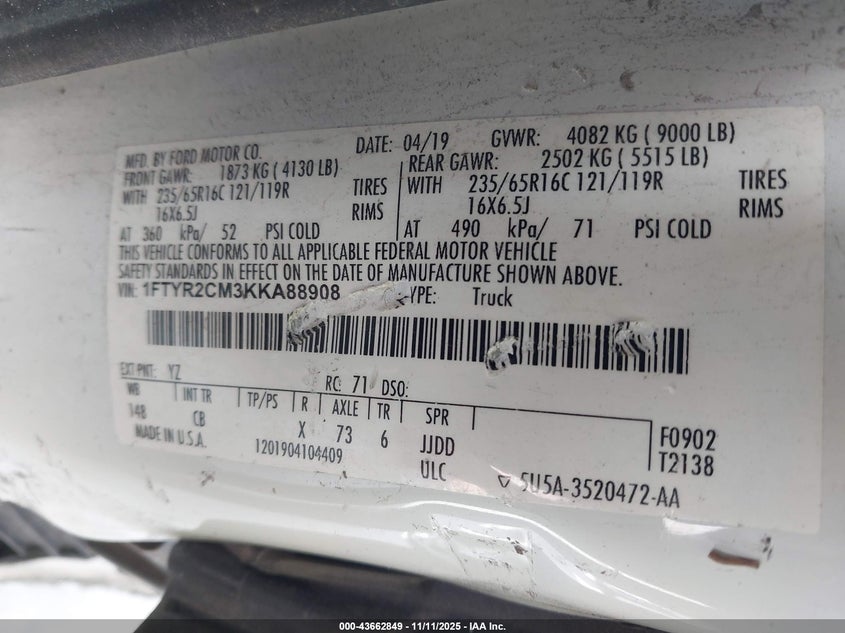 MFD. BY FORD MOTOR CO.
DATE: 04/19 GVWR: 4082 KG ( 9000 LB)
FRONT GAWR: 1873 KG ( 4130 LB)
REAR GAWR: 2502 KG ( 5515 LB)
WITH 235/65R16C 121/119R TIRES
WITH 235/65R16C 121/119R TIRES
16X6.5J RIMS
16X6.5J RIMS
AT 360 kPa/ 52 PSI COLD
AT 490 kPa/ 71 PSI COLD
THIS VEHICLE CONFORMS TO ALL APPLICABLE FEDERAL MOTOR VEHICLE
SAFETY STANDARDS IN EFFECT ON THE DATE OF MANUFACTURE SHOWN ABOVE.
VIN: 1FTYR2CM3KKA88908 YPE: Truck
EXT PNT: YZ RC: 71 DSO:
WB INT TR TP/PS R AXLE TR SPR
148 CB X 73 6 JJDD F0902
MADE IN U.S.A. 1201904104409 ULC T2138
5U5A-3520472-AA
000-43662849 - 11/11/2025 - IAA Inc.